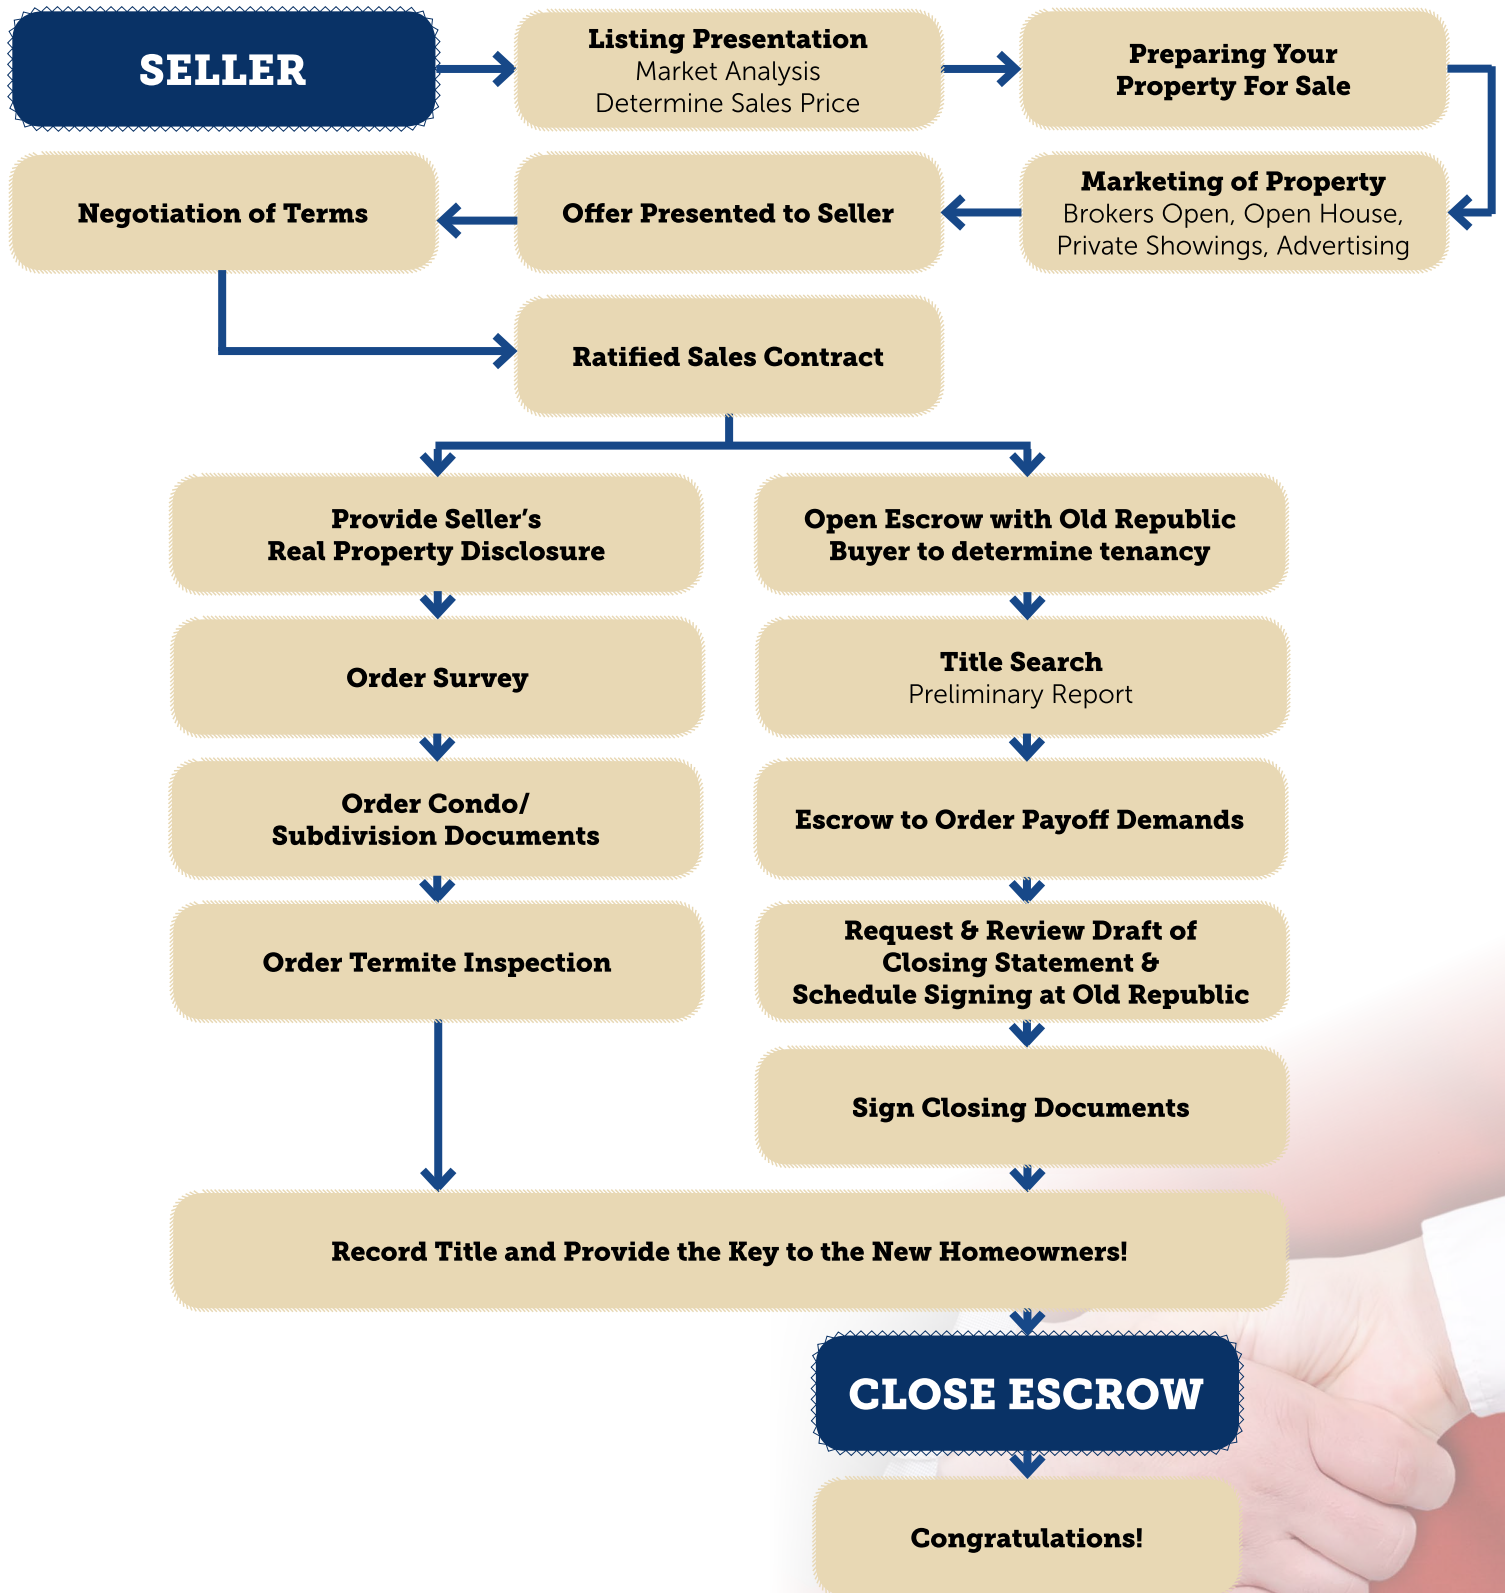 SELLER
Listing Presentation
Market Analysis
Determine Sales Price
Preparing Your
Property For Sale
Marketing of Property
Brokers Open, Open House,
Private Showings, Advertising
Offer Presented to Seller
Negotiation of Terms
Ratified Sales Contract
Provide Seller’s
Real Property Disclosure
Order Survey
Order Condo/
Subdivision Documents
Order Termite Inspection
Open Escrow with Old Republic
Buyer to determine tenancy
Title Search
Preliminary Report
Escrow to Order Payoff Demands
Request & Review Draft of
Closing Statement &
Schedule Signing at Old Republic
Sign Closing Documents
Record Title and Provide the Key to the New Homeowners!
CLOSE ESCROW
Congratulations!